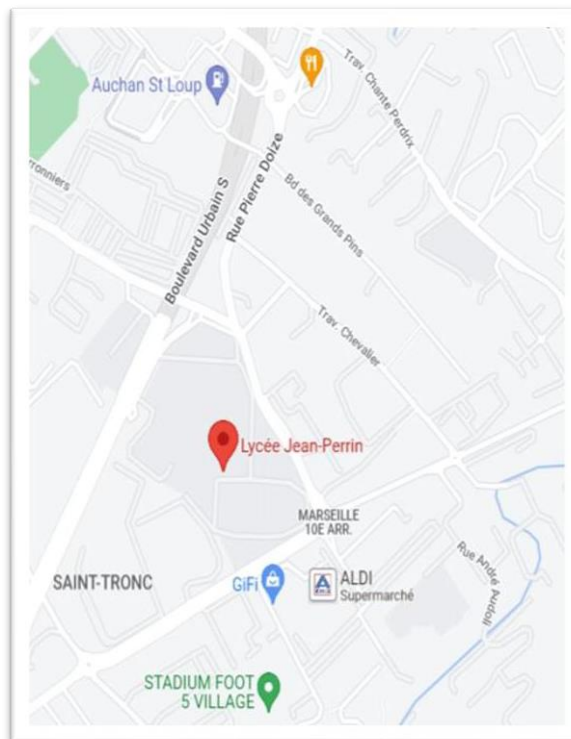 Auchan St Loup
Trav. Chante Perdrix
Rue Pierre Doize
Bd des Grands Pins
Boulevard Urbain S
Trav. Chevalier
Lycée Jean-Perrin
MARSEILLE
10E ARR.
Rue André
SAINT-TRONC
GiFi
ALDI
Supermarché
STADIUM FOOT
5 VILLAGE